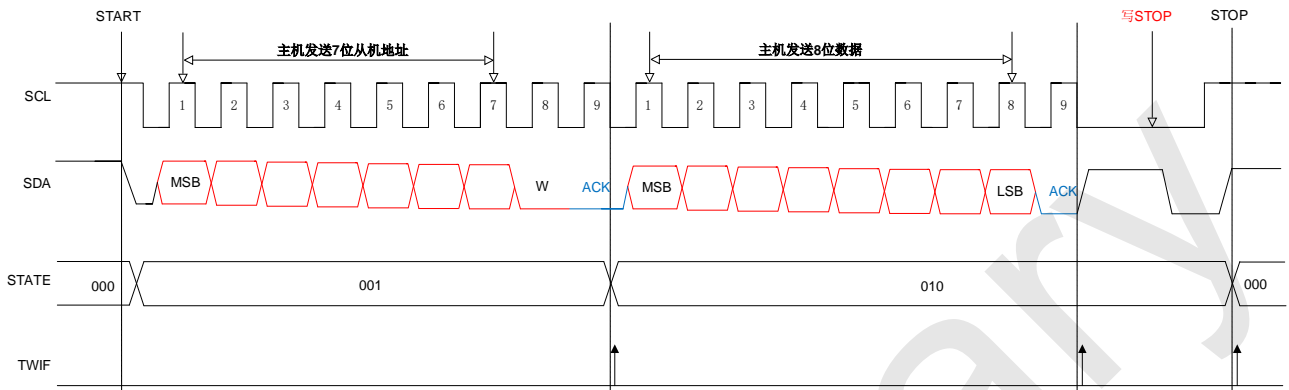 START
写STOP
STOP
主机发送7位从机地址
主机发送8位数据
SCL
1 2 3 4 5 6 7 8 9 1 2 3 4 5 6 7 8 9
SDA
MSB W ACK MSB LSB ACK
STATE
000 001 010 000
TWIF